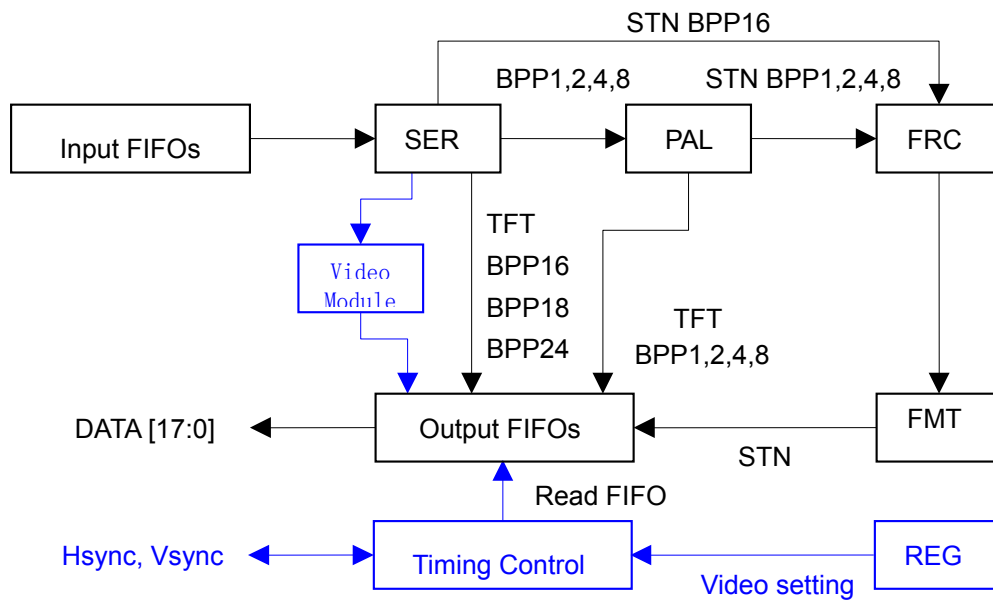 STN BPP16
BPP1,2,4,8
STN BPP1,2,4,8
Input FIFOs
SER
PAL
FRC
Video
Module
TFT
BPP16
BPP18
BPP24
TFT
BPP1,2,4,8
DATA [17:0]
Output FIFOs
FMT
STN
Read FIFO
Hsync, Vsync
Timing Control
REG
Video setting